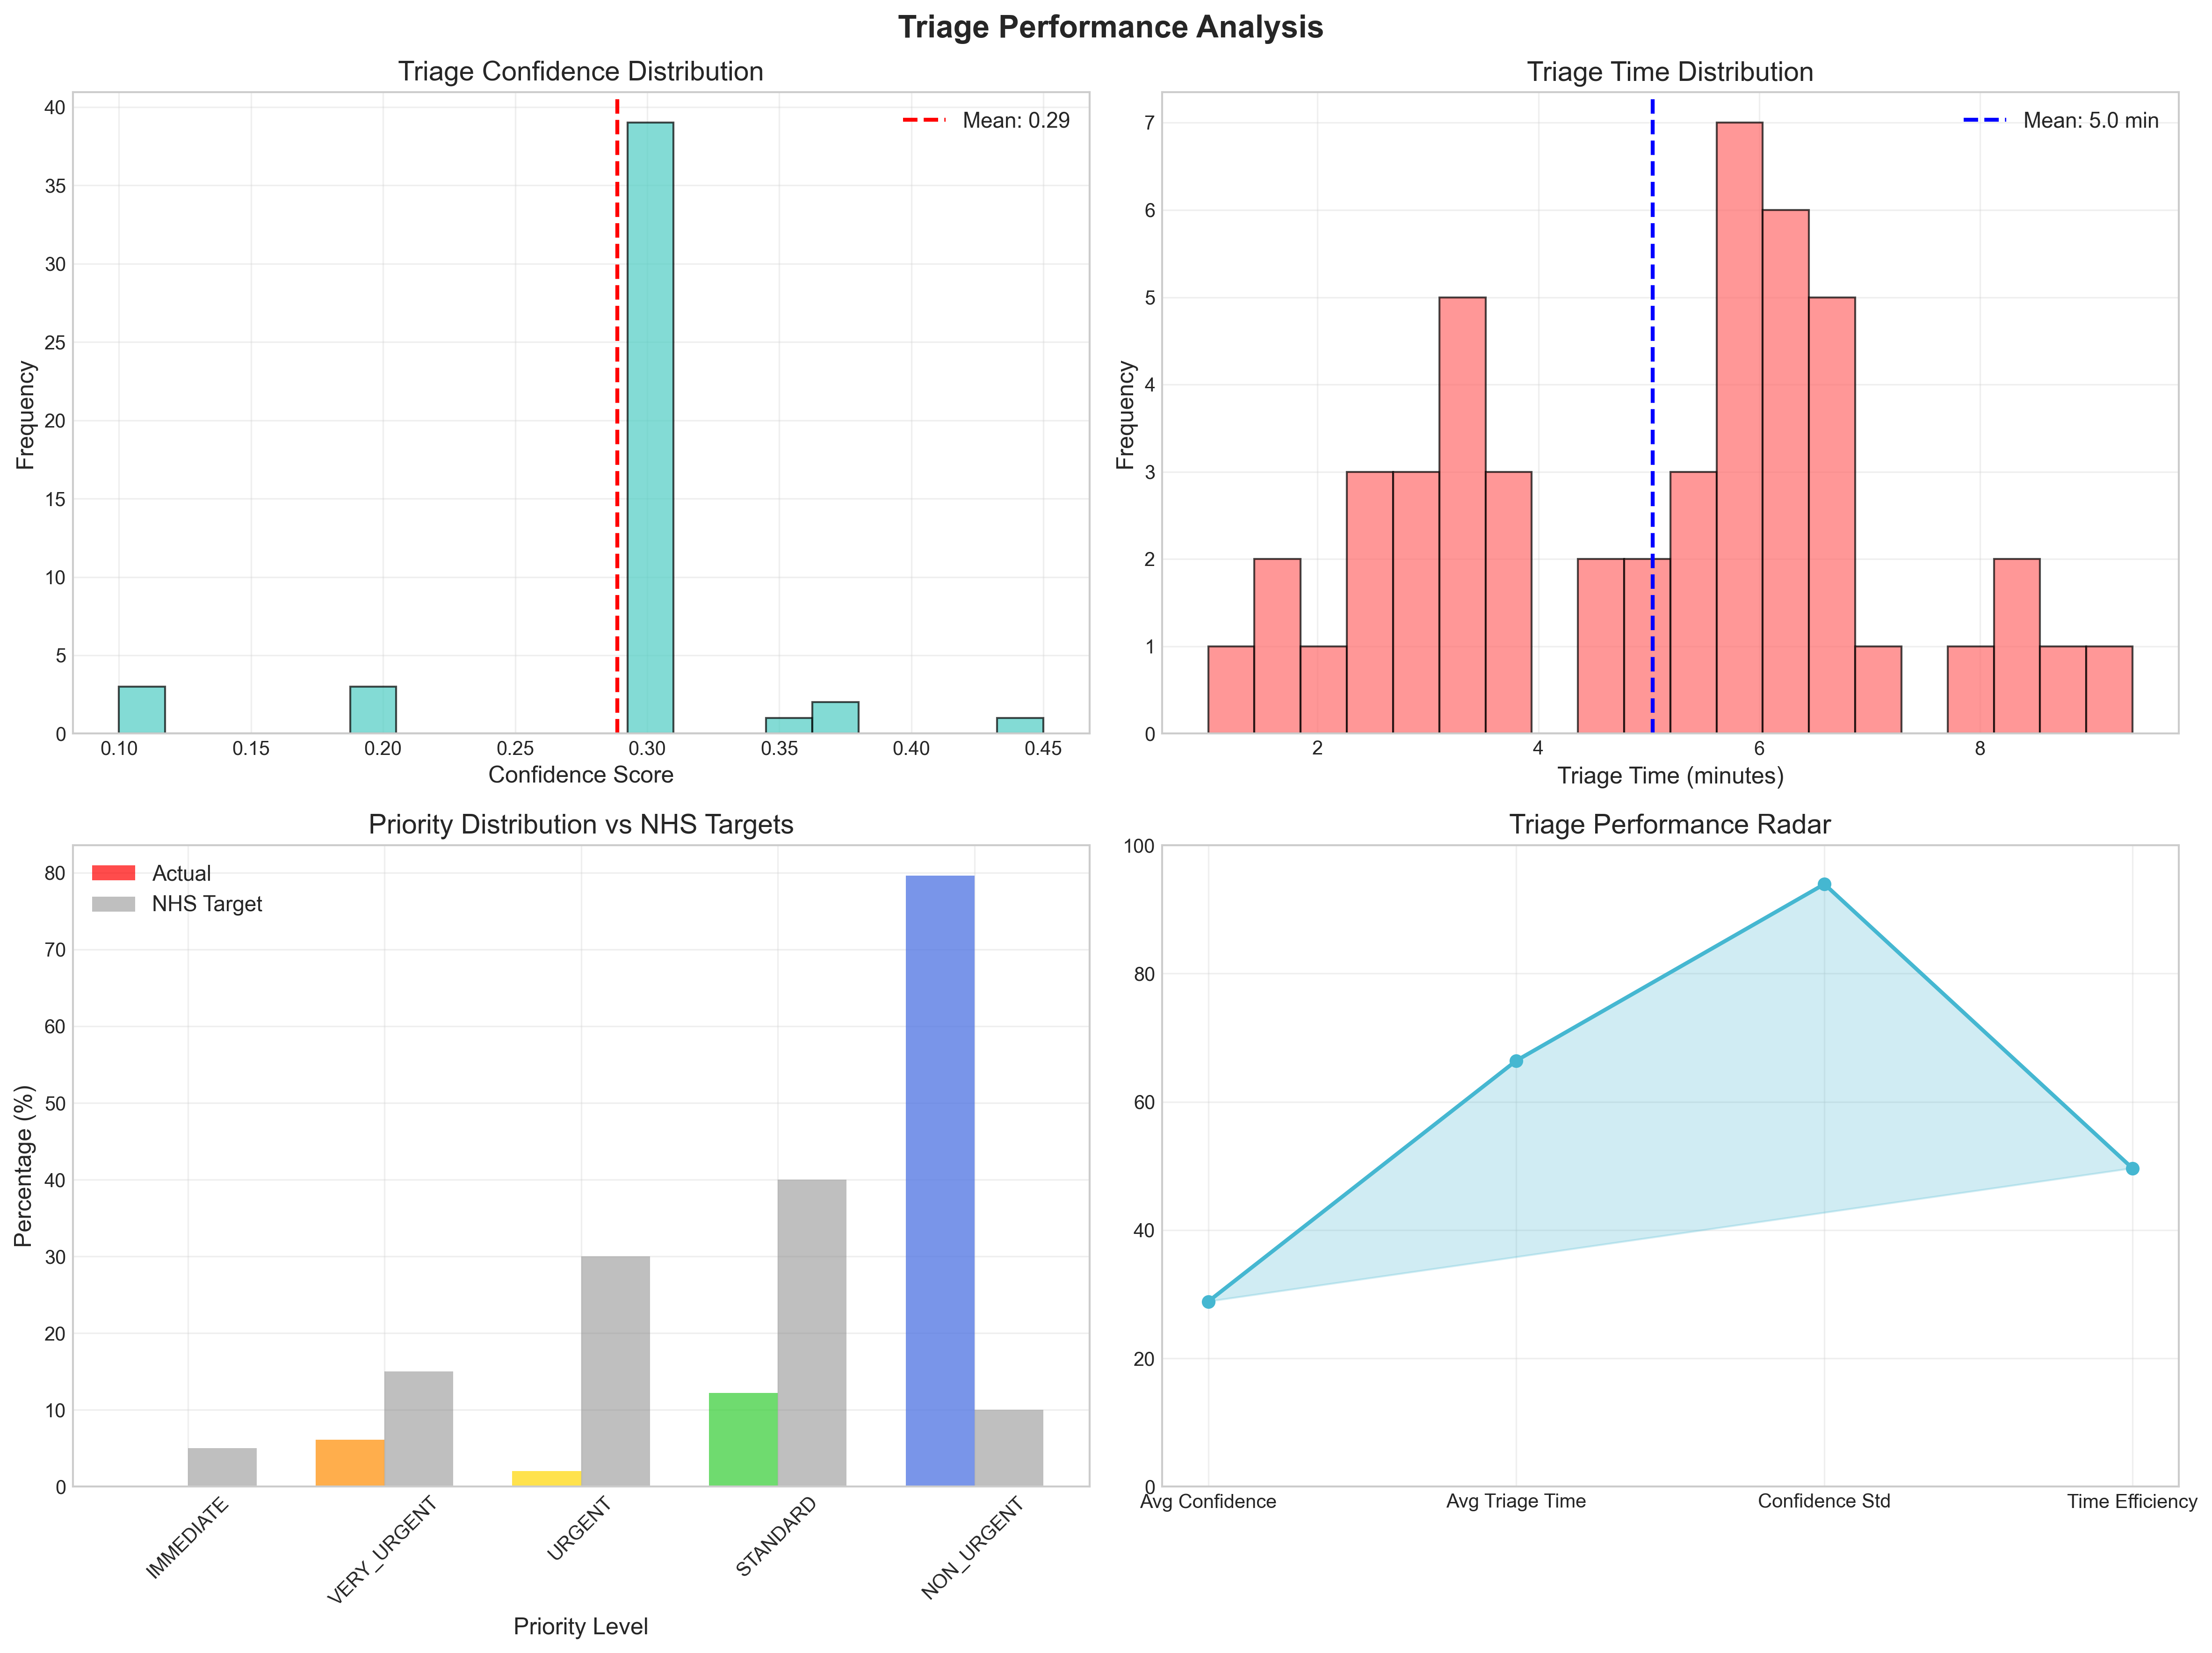 Triage Performance Analysis
Triage Confidence Distribution
Mean: 0.29
40
35
30
25
20
15
10
5
0
Frequency
0.10 0.15 0.20 0.25 0.30 0.35 0.40 0.45
Confidence Score
Triage Time Distribution
Mean: 5.0 min
7
6
5
4
3
2
1
0
Frequency
2 4 6 8
Triage Time (minutes)
Priority Distribution vs NHS Targets
Actual
NHS Target
80
70
60
50
40
30
20
10
0
Percentage (%)
IMMEDIATE VERY_URGENT URGENT STANDARD NON_URGENT
Priority Level
Triage Performance Radar
100
80
60
40
20
0
Avg Confidence Avg Triage Time Confidence Std Time Efficiency